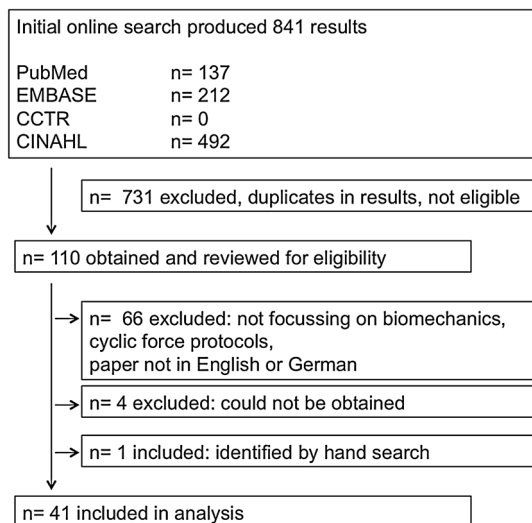 Initial online search produced 841 results
PubMed n= 137
EMBASE n= 212
CCTR n= 0
CINAHL n= 492
n= 731 excluded, duplicates in results, not eligible
n= 110 obtained and reviewed for eligibility
n= 66 excluded: not focussing on biomechanics,
cyclic force protocols,
paper not in English or German
n= 4 excluded: could not be obtained
n= 1 included: identified by hand search
n= 41 included in analysis